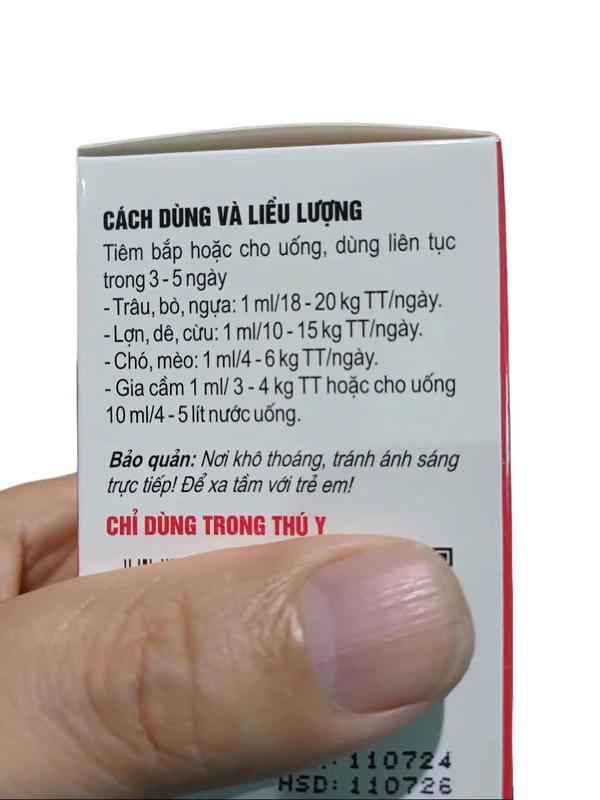 CÁCH DÙNG VÀ LIỀU LƯỢNG
Tiêm bắp hoặc cho uống, dùng liên tục
trong 3 - 5 ngày
- Trâu, bò, ngựa: 1 ml/18 - 20 kg TT/ngày.
- Lợn, dê, cừu: 1 ml/10 - 15 kg TT/ngày.
- Chó, mèo: 1 ml/4 - 6 kg TT/ngày.
- Gia cầm 1 ml/ 3 - 4 kg TT hoặc cho uống
10 ml/4 - 5 lít nước uống.
Bảo quản: Nơi khô thoáng, tránh ánh sáng
trực tiếp! Để xa tầm với trẻ em!
CHỈ DÙNG TRONG THÚ Y
110724
HSD: 110726